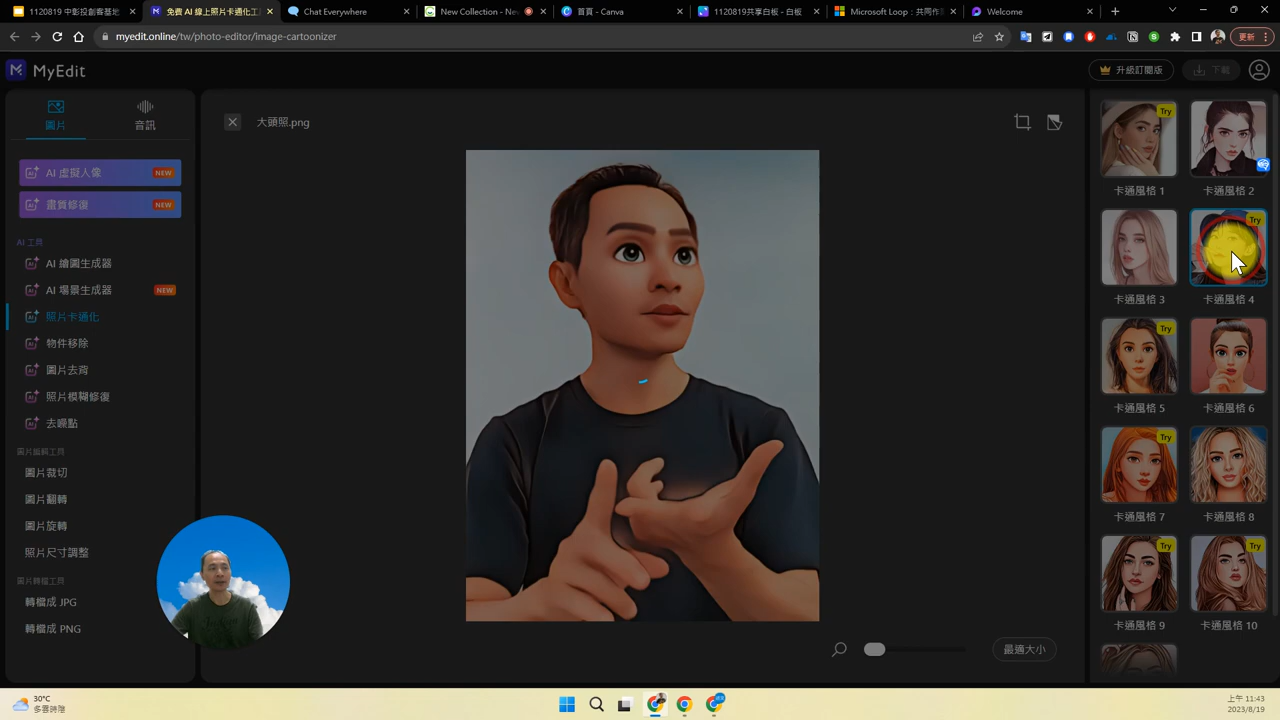 1120819 中彰投創客基地
免費 AI 線上照片卡通化工
Chat Everywhere
New Collection - Ne
首頁 - Canva
1120819共享白板 - 白板
Microsoft Loop：共同作
Welcome
myedit.online/tw/photo-editor/image-cartoonizer
更新
MyEdit
升級訂閱版
下載
圖片
音訊
AI 虛擬人像
NEW
畫質修復
NEW
AI 工具
AI 繪圖生成器
AI 場景生成器
NEW
照片卡通化
物件移除
圖片去背
照片模糊修復
去噪點
圖片編輯工具
圖片裁切
圖片翻轉
圖片旋轉
照片尺寸調整
圖片轉檔工具
轉檔成 JPG
轉檔成 PNG
大頭照.png
最適大小
Try
卡通風格 1
卡通風格 2
卡通風格 3
Try
卡通風格 4
Try
卡通風格 5
卡通風格 6
Try
卡通風格 7
卡通風格 8
Try
卡通風格 9
Try
卡通風格 10
30°C
多雲時陰
上午 11:43
2023/8/19